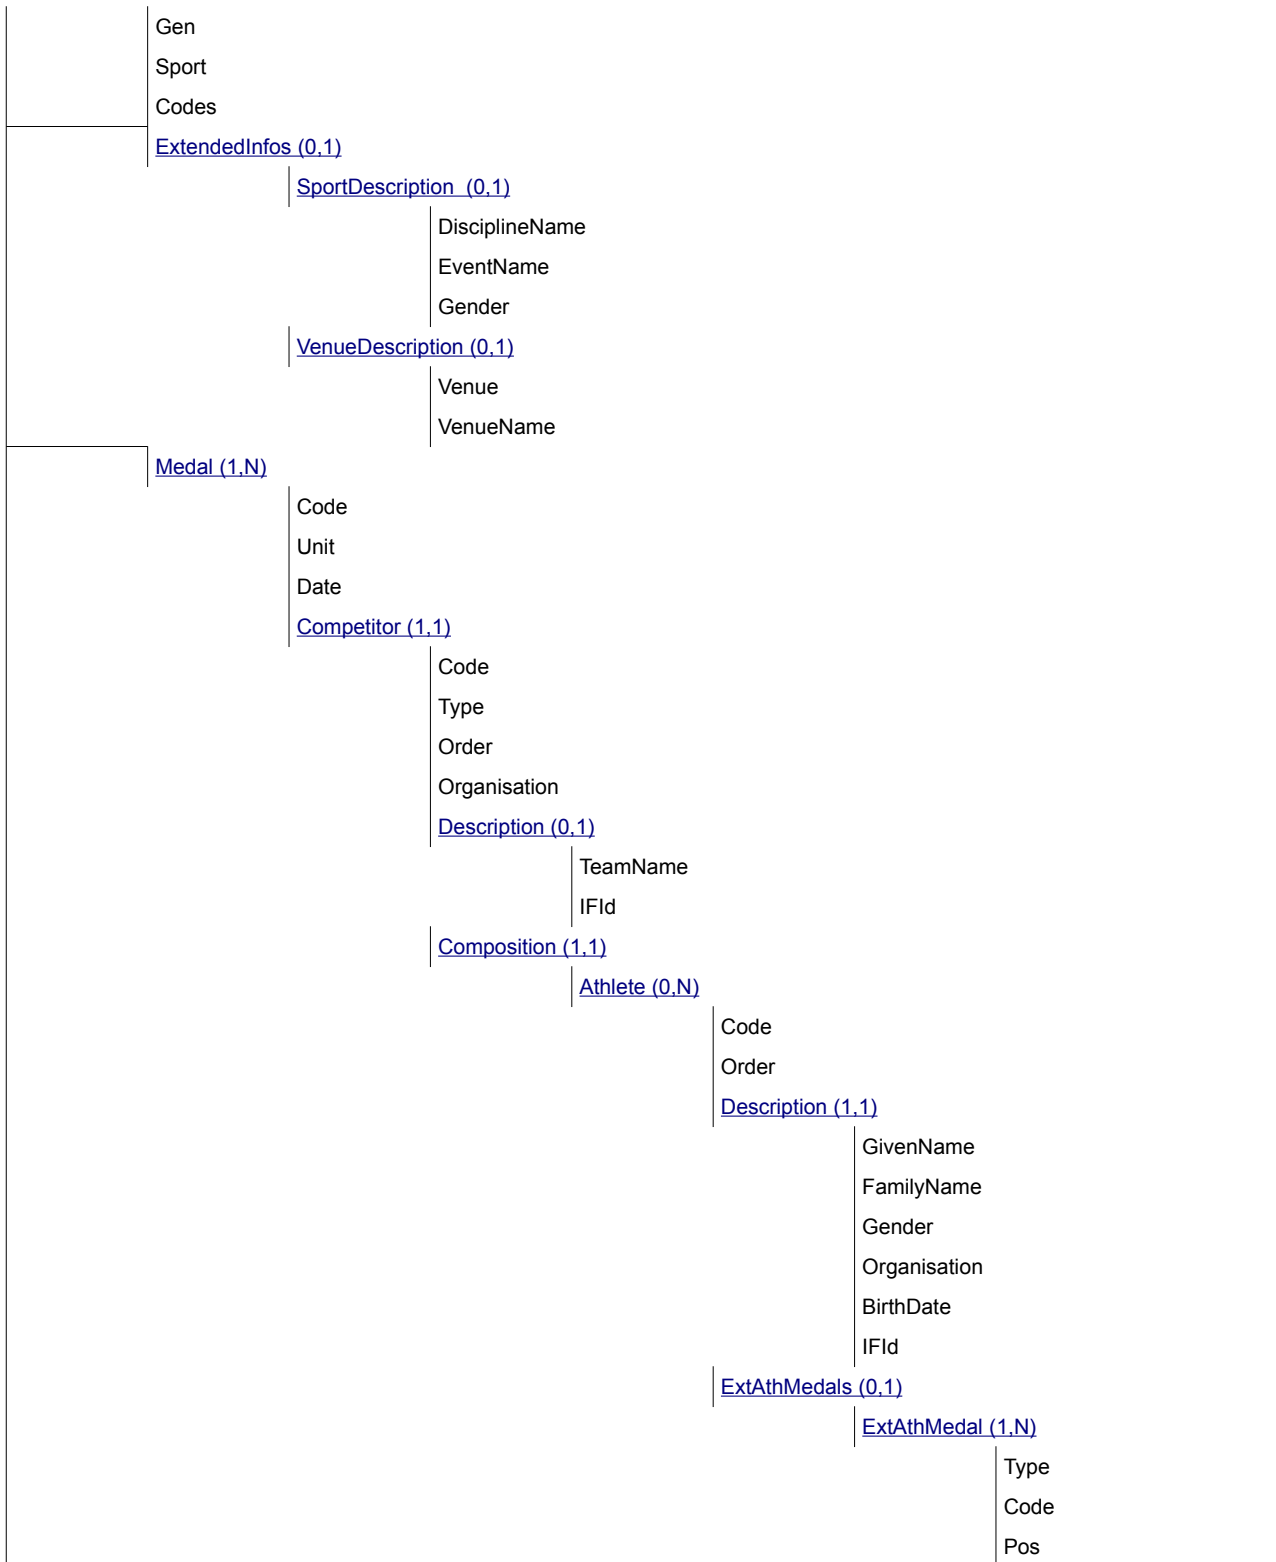 Gen
Sport
Codes
ExtendedInfos (0,1)
SportDescription (0,1)
DisciplineName
EventName
Gender
VenueDescription (0,1)
Venue
VenueName
Medal (1,N)
Code
Unit
Date
Competitor (1,1)
Code
Type
Order
Organisation
Description (0,1)
TeamName
IFId
Composition (1,1)
Athlete (0,N)
Code
Order
Description (1,1)
GivenName
FamilyName
Gender
Organisation
BirthDate
IFId
ExtAthMedals (0,1)
ExtAthMedal (1,N)
Type
Code
Pos